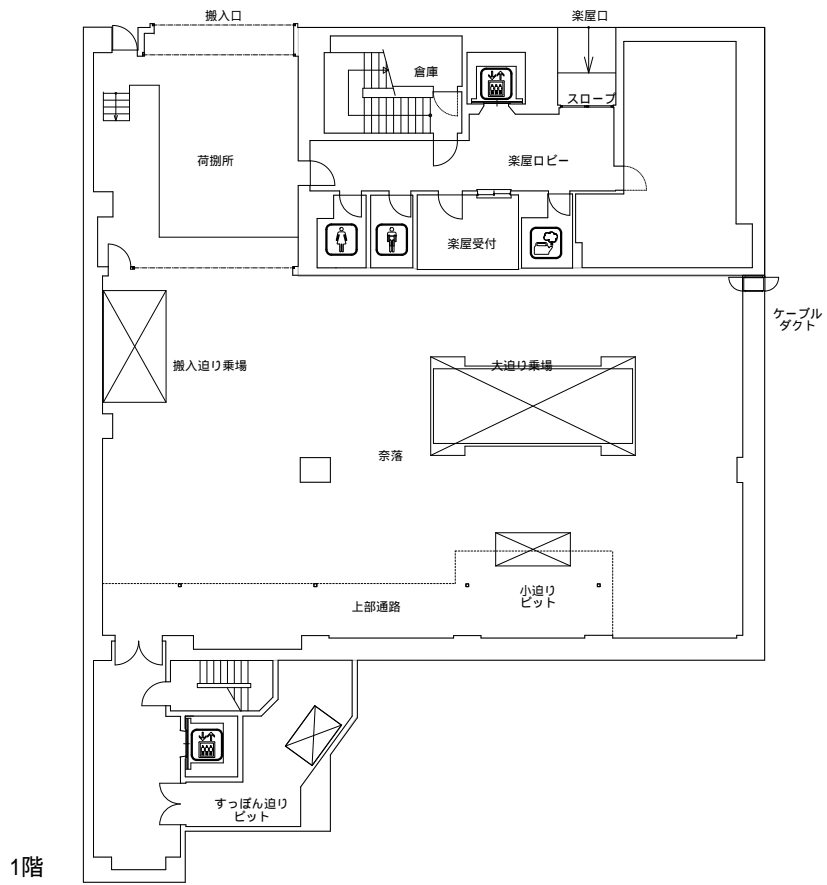 搬入口
楽屋口
倉庫
スロープ
荷捌所
楽屋ロビー
楽屋受付
ケーブル
ダクト
搬入迫り乗場
大迫り乗場
奈落
小迫り
ピット
上部通路
すっぽん迫り
ピット
1階